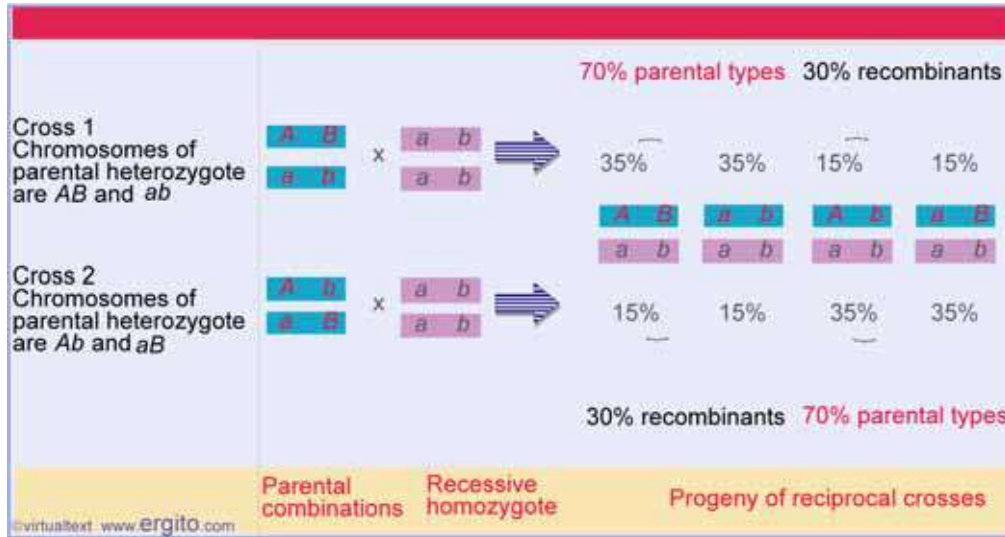 70% parental types 30% recombinants
Cross 1
Chromosomes of
parental heterozygote
are AB and ab
A B
a b
x
a b
a b
35% 35% 15% 15%
A B a b A b a B
a b a b a b a b
Cross 2
Chromosomes of
parental heterozygote
are Ab and aB
A b
a B
x
a b
a b
15% 15% 35% 35%
30% recombinants 70% parental types
Parental
combinations
Recessive
homozygote
Progeny of reciprocal crosses
©virtualtext www.ergito.com